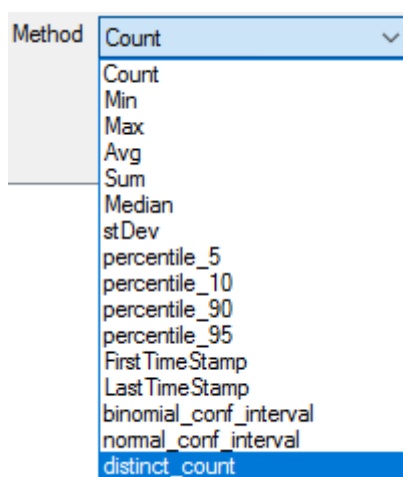 Method Count
Count
Min
Max
Avg
Sum
Median
stDev
percentile_5
percentile_10
percentile_90
percentile_95
FirstTimeStamp
LastTimeStamp
binomial_conf_interval
normal_conf_interval
distinct_count